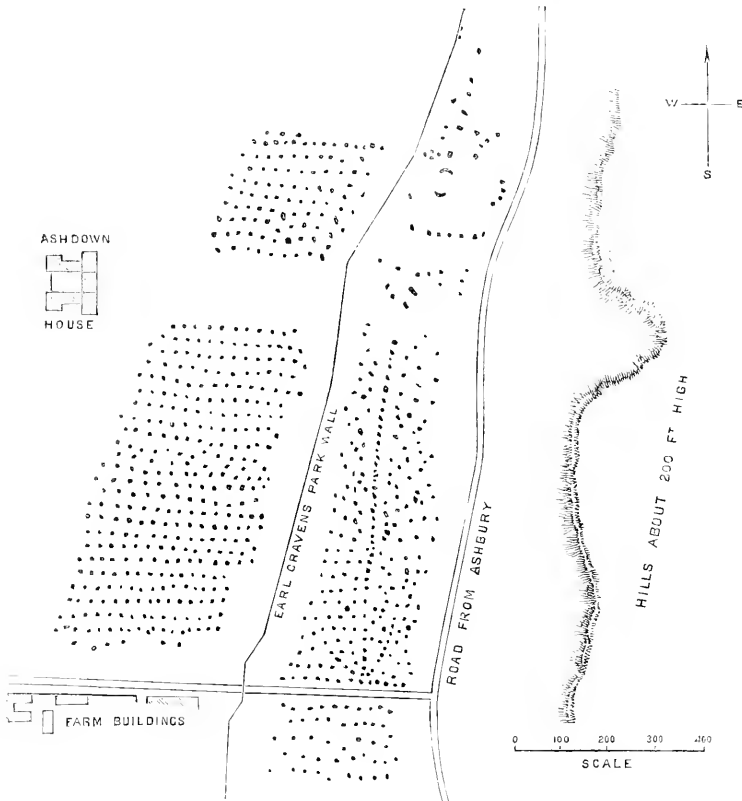 W E
S
ASHDOWN
HOUSE
EARL CRAVENS PARK WALL
ROAD FROM ASHBURY
HILLS ABOUT 200 FT HIGH
FARM BUILDINGS
0 100 200 300 460
SCALE